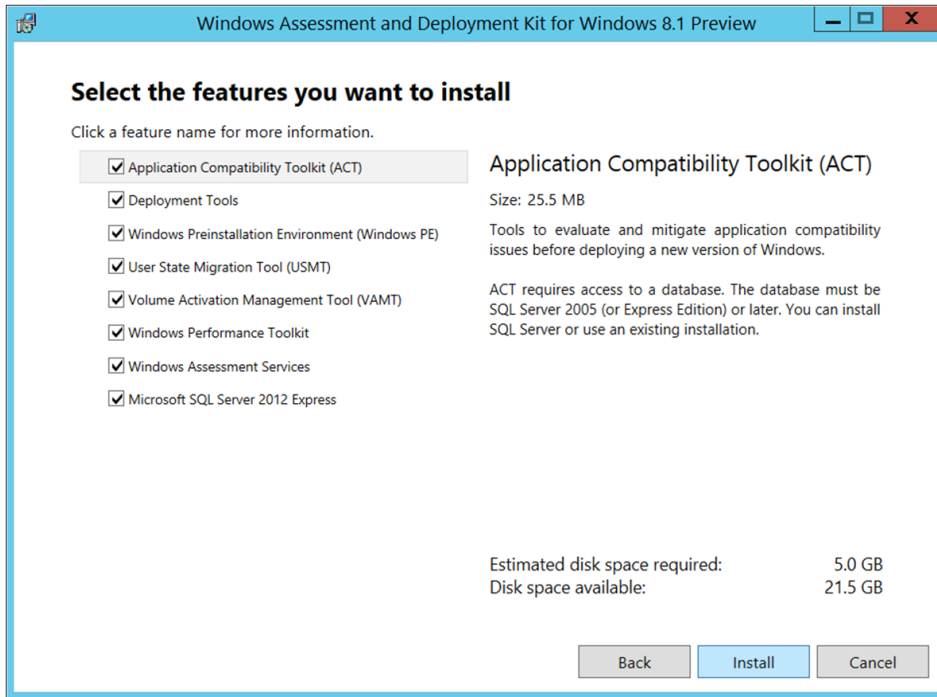 Windows Assessment and Deployment Kit for Windows 8.1 Preview
Select the features you want to install
Click a feature name for more information.
Application Compatibility Toolkit (ACT)
Deployment Tools
Windows Preinstallation Environment (Windows PE)
User State Migration Tool (USMT)
Volume Activation Management Tool (VAMT)
Windows Performance Toolkit
Windows Assessment Services
Microsoft SQL Server 2012 Express
Application Compatibility Toolkit (ACT)
Size: 25.5 MB
Tools to evaluate and mitigate application compatibility
issues before deploying a new version of Windows.
ACT requires access to a database. The database must be
SQL Server 2005 (or Express Edition) or later. You can install
SQL Server or use an existing installation.
Estimated disk space required: 5.0 GB
Disk space available: 21.5 GB
Back Install Cancel